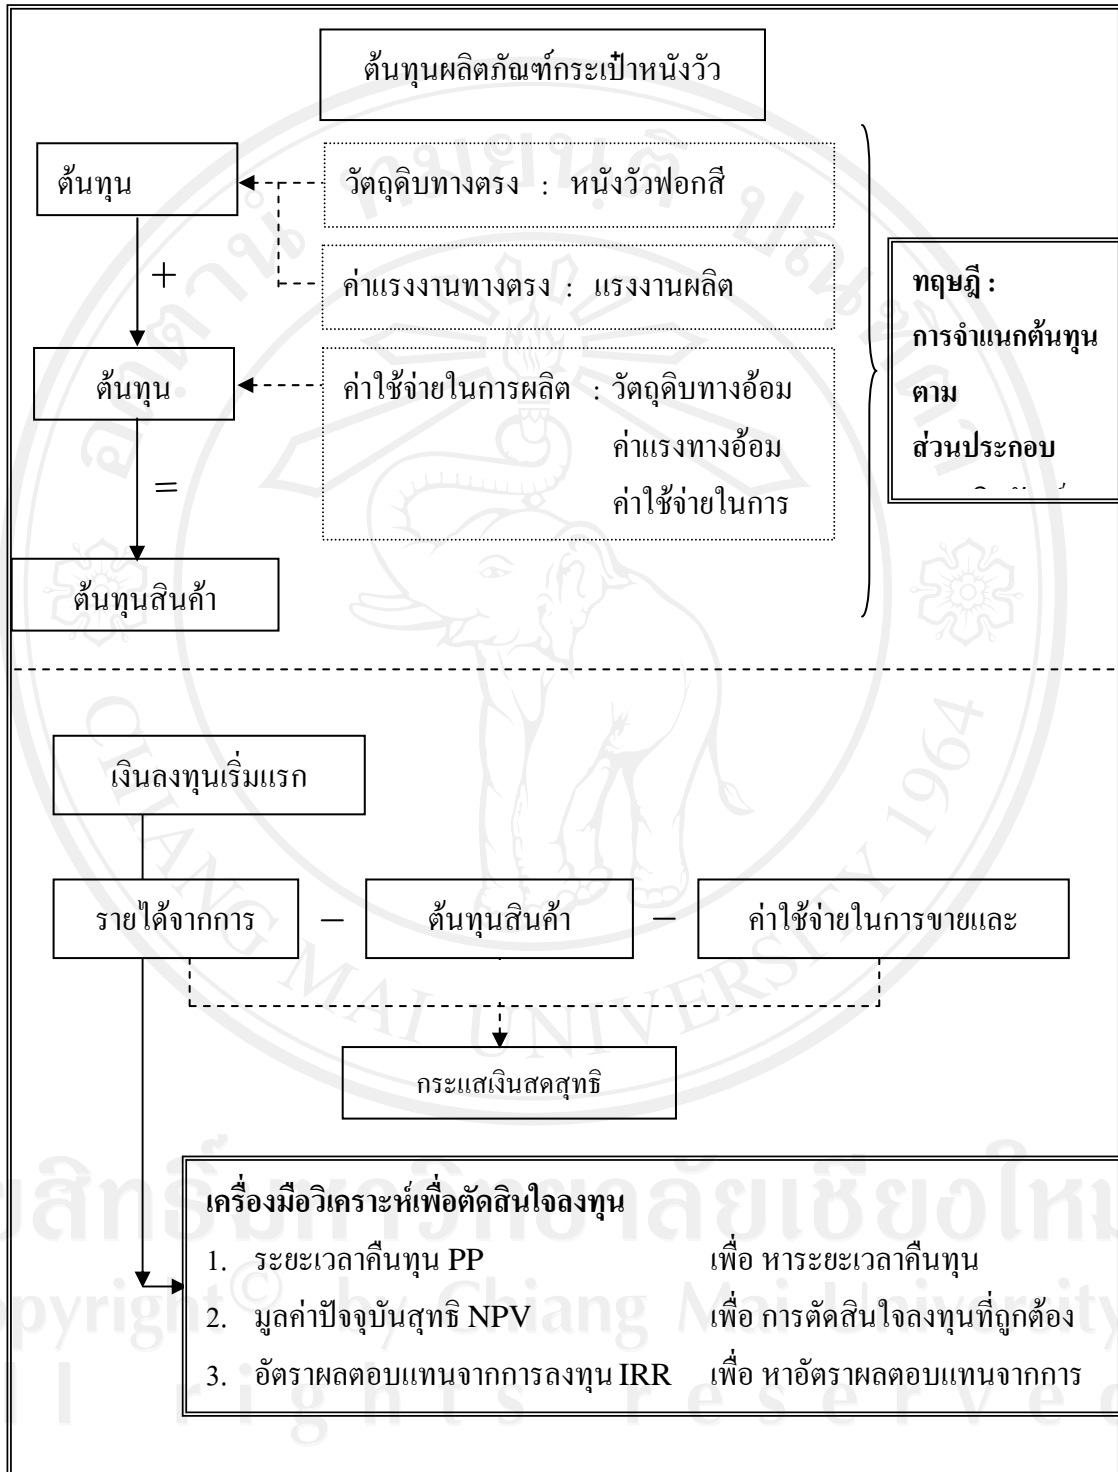 ต้นทุนผลิตภัณฑ์กระเป๋าหนังวัว
ต้นทุน
วัตถุดิบทางตรง : หนังวัวฟอกสี
+
ค่าแรงงานทางตรง : แรงงานผลิต
ทฤษฎี :
การจำแนกต้นทุน
ตาม
ส่วนประกอบ
ต้นทุน
ค่าใช้จ่ายในการผลิต : วัตถุดิบทางอ้อม
ค่าแรงทางอ้อม
ค่าใช้จ่ายในการ
=
ต้นทุนสินค้า
เงินลงทุนเริ่มแรก
รายได้จากการ – ต้นทุนสินค้า – ค่าใช้จ่ายในการขายและ
กระแสเงินสดสุทธิ
เครื่องมือวิเคราะห์เพื่อตัดสินใจลงทุน
1. ระยะเวลาคืนทุน PP เพื่อ หาระยะเวลาคืนทุน
2. มูลค่าปัจจุบันสุทธิ NPV เพื่อ การตัดสินใจลงทุนที่ถูกต้อง
3. อัตราผลตอบแทนจากการลงทุน IRR เพื่อ หาอัตราผลตอบแทนจากการ
CHIANG MAI UNIVERSITY 1964
by Chiang Mai University
rights reserved